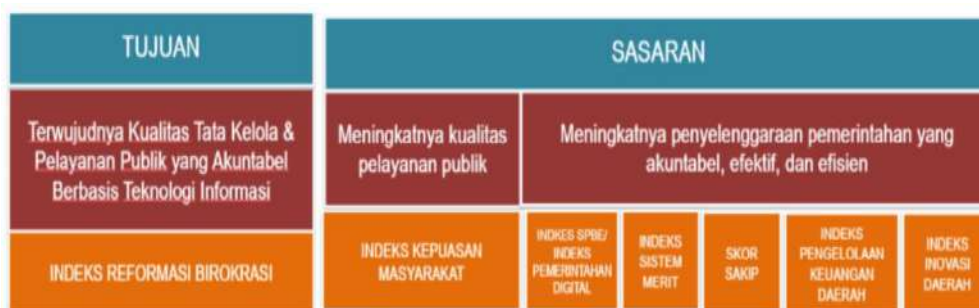 TUJUAN
SASARAN
Terwujudnya Kualitas Tata Kelola &
Pelayanan Publik yang Akuntabel
Berbasis Teknologi Informasi
Meningkatnya kualitas
pelayanan publik
Meningkatnya penyelenggaraan pemerintahan yang
akuntabel, efektif, dan efisien
INDEKS REFORMASI BIROKRASI
INDEKS KEPUASAN
MASYARAKAT
INDKES SPBE/
INDEKS
PEMERINTAHAN
DIGITAL
INDEKS
SISTEM
MERIT
SKOR
SAKIP
INDEKS
PENGELOLAAN
KEUANGAN
DAERAH
INDEKS
INOVASI
DAERAH